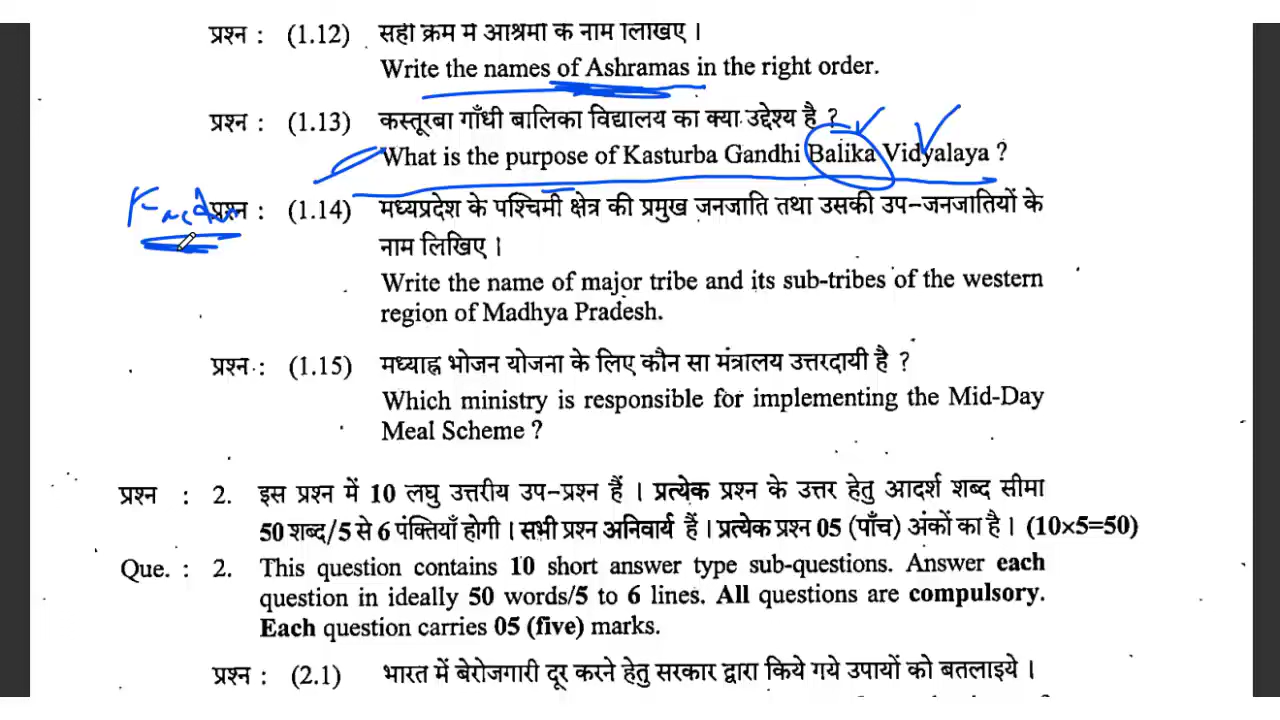 प्रश्न : (1.12) सही क्रम में आश्रमों के नाम लिखिए।
Write the names of Ashramas in the right order.
प्रश्न : (1.13) कस्तूरबा गाँधी बालिका विद्यालय का क्या उद्देश्य है ?
What is the purpose of Kasturba Gandhi Balika Vidyalaya ?
प्रश्न : (1.14) मध्यप्रदेश के पश्चिमी क्षेत्र की प्रमुख जनजाति तथा उसकी उप-जनजातियों के
नाम लिखिए।
Write the name of major tribe and its sub-tribes of the western
region of Madhya Pradesh.
प्रश्न : (1.15) मध्याह्न भोजन योजना के लिए कौन सा मंत्रालय उत्तरदायी है ?
Which ministry is responsible for implementing the Mid-Day
Meal Scheme ?
प्रश्न : 2. इस प्रश्न में 10 लघु उत्तरीय उप-प्रश्न हैं । प्रत्येक प्रश्न के उत्तर हेतु आदर्श शब्द सीमा
50 शब्द/5 से 6 पंक्तियाँ होगी । सभी प्रश्न अनिवार्य हैं । प्रत्येक प्रश्न 05 (पाँच) अंकों का है । (10×5=50)
Que. : 2. This question contains 10 short answer type sub-questions. Answer each
question in ideally 50 words/5 to 6 lines. All questions are compulsory.
Each question carries 05 (five) marks.
प्रश्न : (2.1) भारत में बेरोजगारी दूर करने हेतु सरकार द्वारा किये गये उपायों को बतलाइये ।